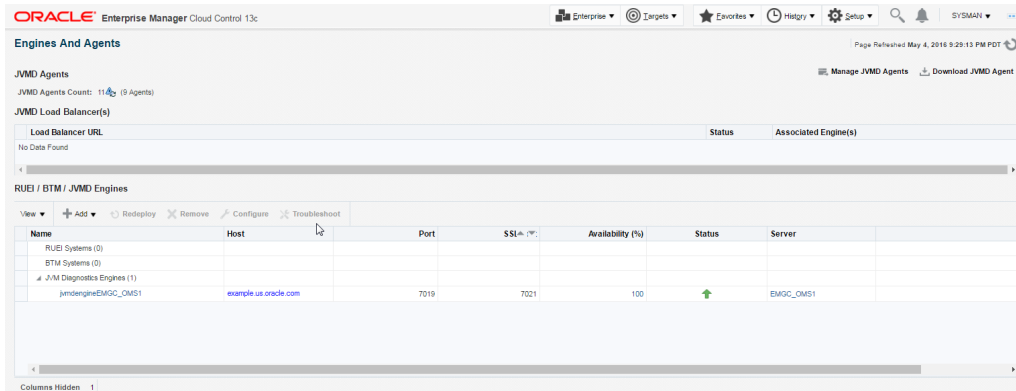 ORACLE Enterprise Manager Cloud Control 13c Enterprise Targets Favorites History Setup SYSMAN
Engines And Agents Page Refreshed May 4, 2016 9:29:13 PM PDT
JVMD Agents Manage JVMD Agents Download JVMD Agent
JVMD Agents Count: 11 (9 Agents)
JVMD Load Balancer(s)
Load Balancer URL Status Associated Engine(s)
No Data Found
RUEI / BTM / JVMD Engines
View Add Redeploy Remove Configure Troubleshoot
Name Host Port SSL Availability (%) Status Server
RUEI Systems (0)
BTM Systems (0)
JVM Diagnostics Engines (1)
jvmdengineEMGC_OMS1 example.us.oracle.com 7019 7021 100 EMGC_OMS1
Columns Hidden 1